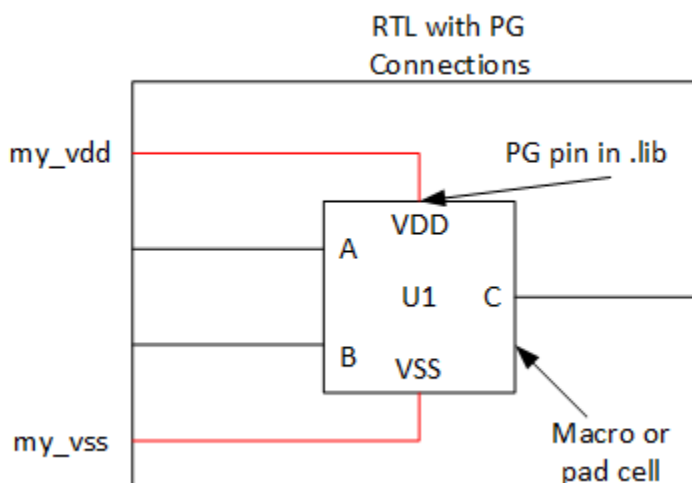 RTL with PG
Connections
my_vdd
PG pin in .lib
VDD
A
U1
C
B
VSS
my_vss
Macro or
pad cell